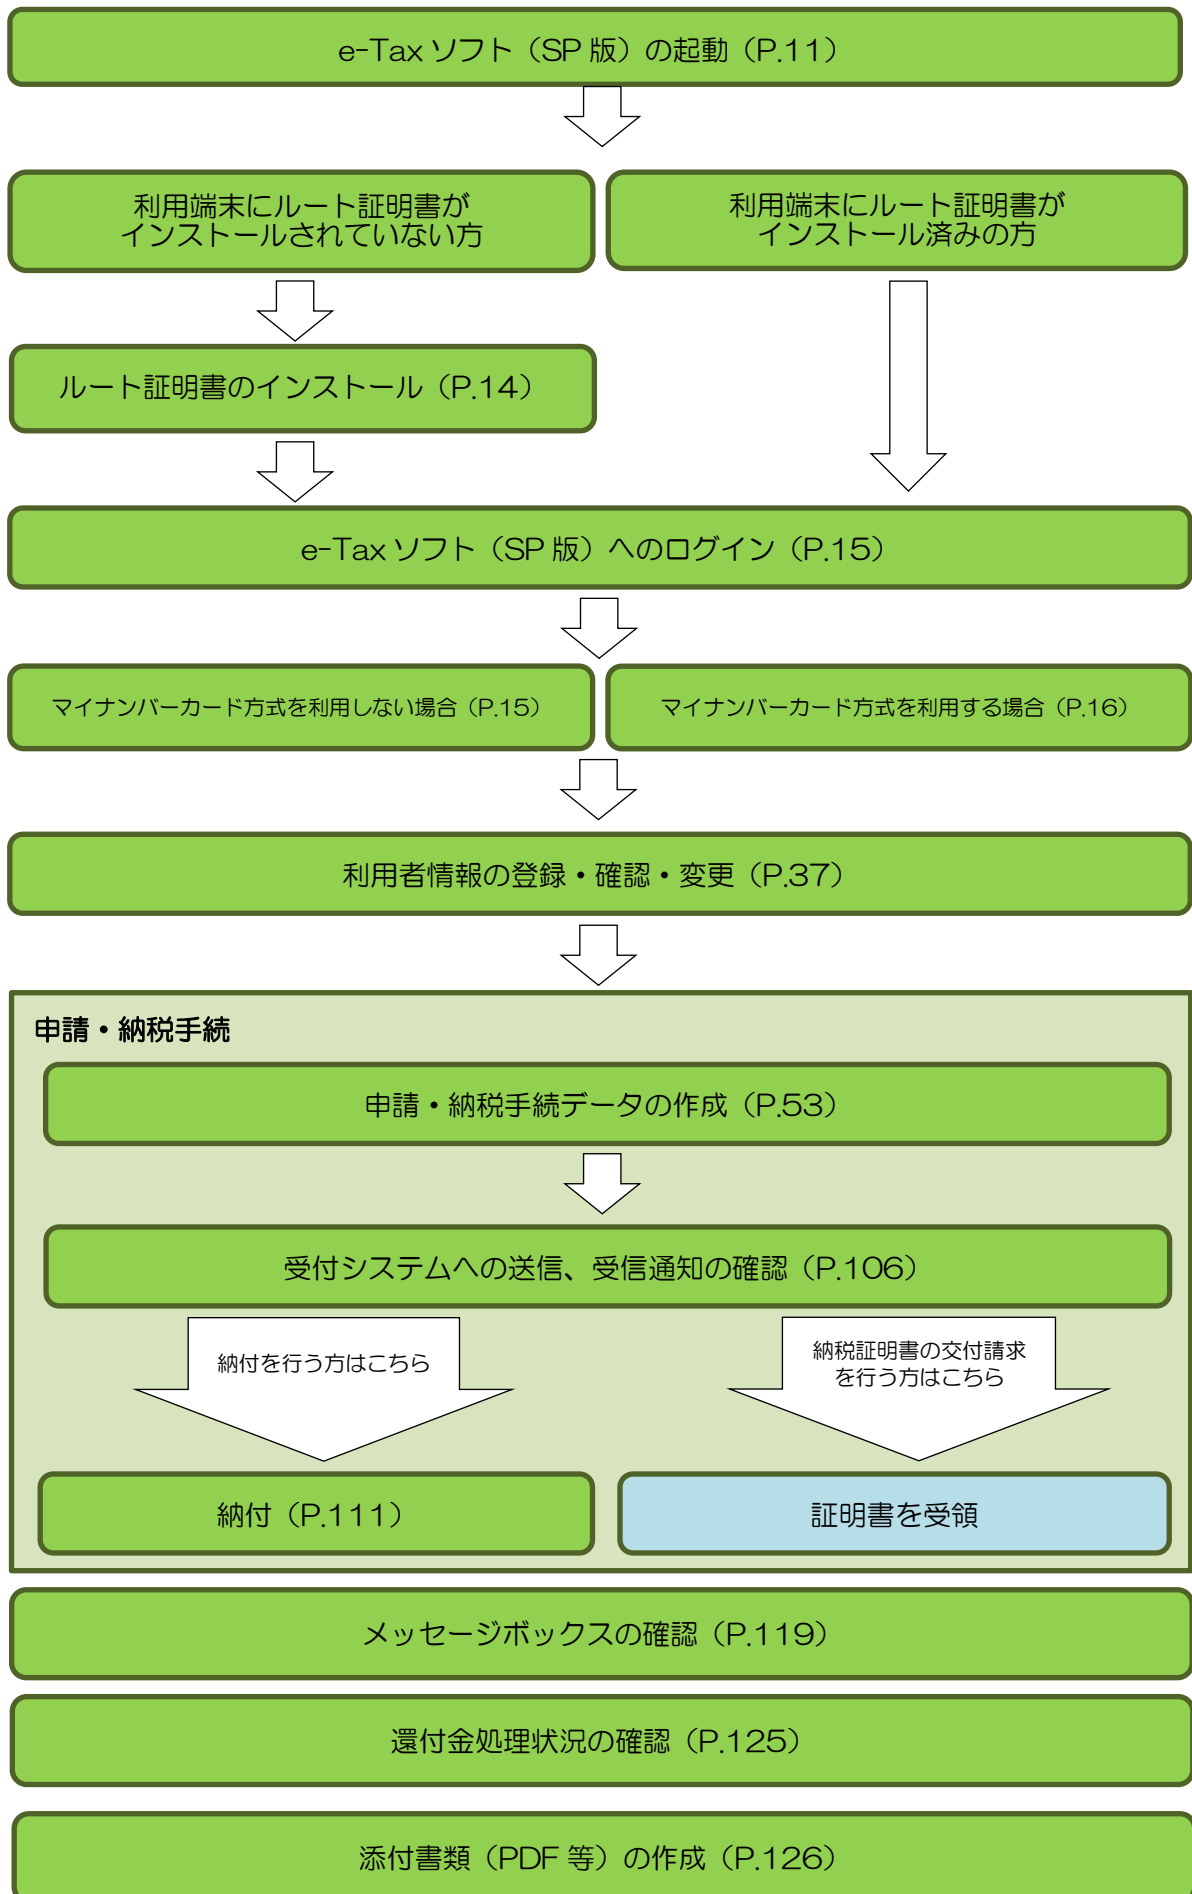 e-Tax ソフト（SP 版）の起動（P.11）
利用端末にルート証明書が
インストールされていない方
利用端末にルート証明書が
インストール済みの方
ルート証明書のインストール（P.14）
e-Tax ソフト（SP 版）へのログイン（P.15）
マイナンバーカード方式を利用しない場合（P.15）
マイナンバーカード方式を利用する場合（P.16）
利用者情報の登録・確認・変更（P.37）
申請・納税手続
申請・納税手続データの作成（P.53）
受付システムへの送信、受信通知の確認（P.106）
納付を行う方はこちら
納税証明書の交付請求
を行う方はこちら
納付（P.111）
証明書を受領
メッセージボックスの確認（P.119）
還付金処理状況の確認（P.125）
添付書類（PDF 等）の作成（P.126）